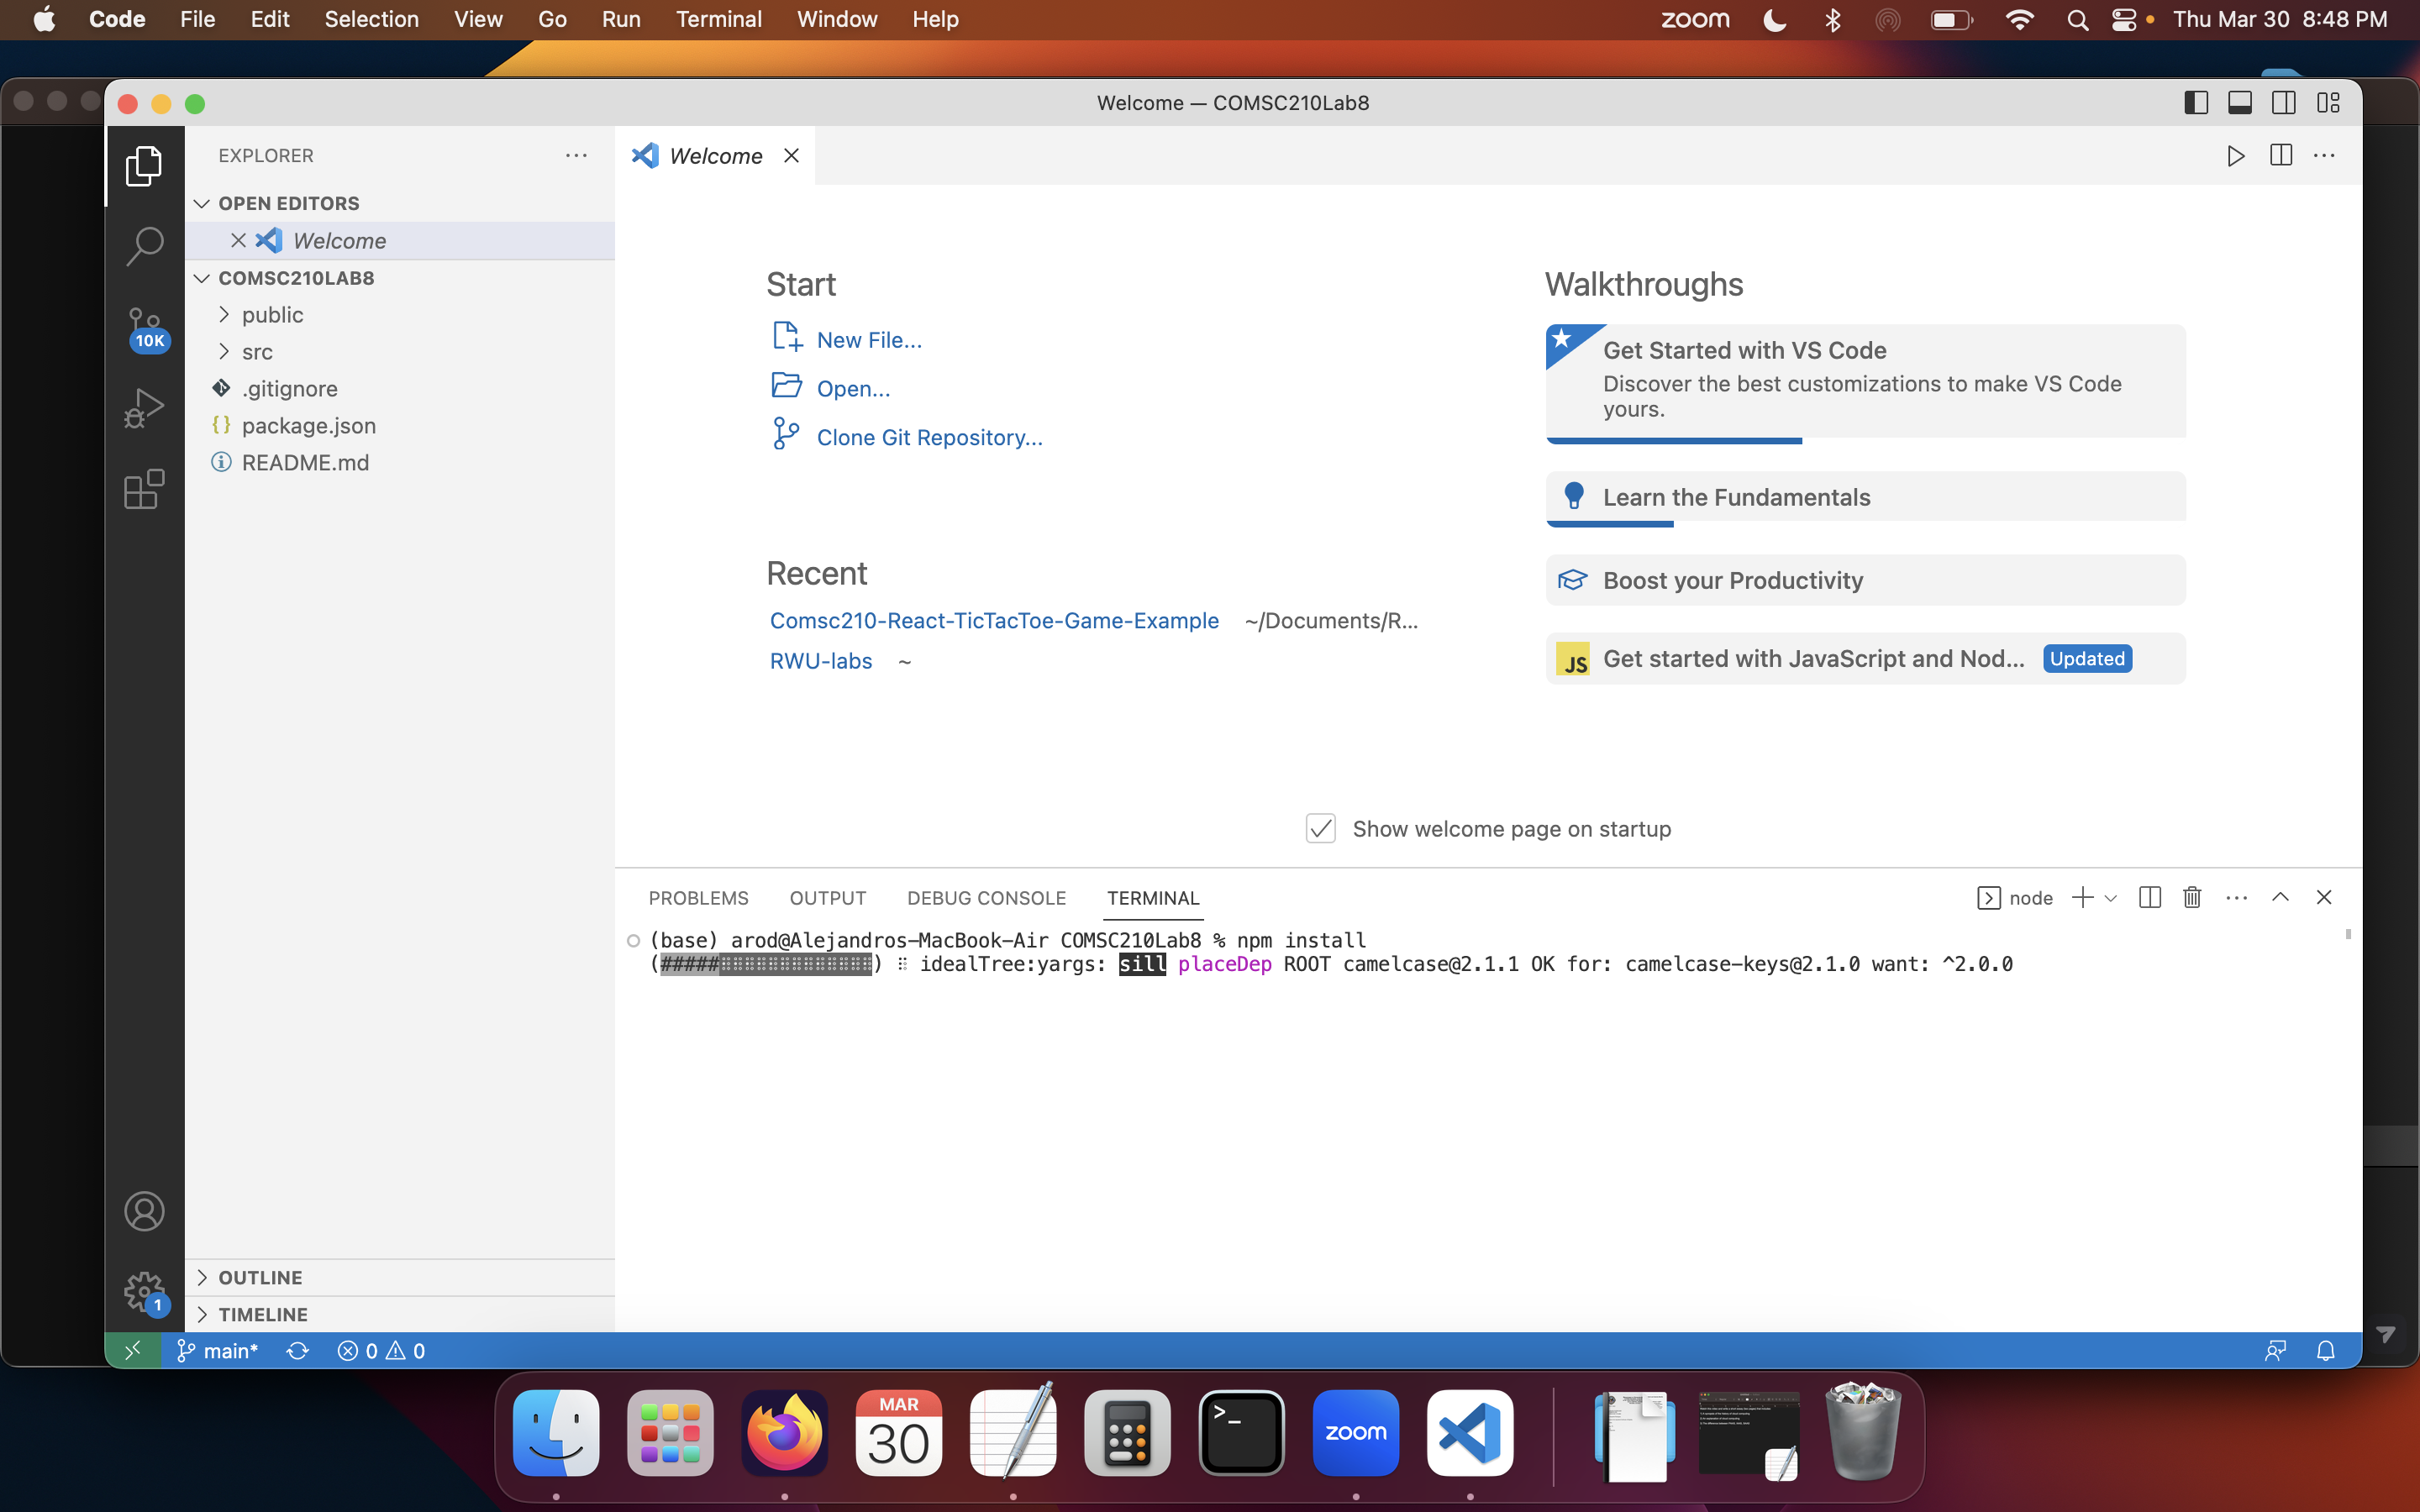 Code File Edit Selection View Go Run Terminal Window Help zoom Thu Mar 30 8:48 PM
Welcome — COMSC210Lab8
EXPLORER
OPEN EDITORS
Welcome
COMSC210LAB8
public
src
.gitignore
package.json
README.md
10K
OUTLINE
TIMELINE
1
Welcome
Start
New File...
Open...
Clone Git Repository...
Recent
Comsc210-React-TicTacToe-Game-Example ~/Documents/R...
RWU-labs ~
Walkthroughs
Get Started with VS Code
Discover the best customizations to make VS Code
yours.
Learn the Fundamentals
Boost your Productivity
JS Get started with JavaScript and Nod... Updated
Show welcome page on startup
PROBLEMS OUTPUT DEBUG CONSOLE TERMINAL node
(base) arod@Alejandros-MacBook-Air COMSC210Lab8 % npm install
(#####⠂⠂⠂⠂⠂⠂⠂⠂⠂⠂⠂⠂⠂) ⠇ idealTree:yargs: sill placeDep ROOT camelcase@2.1.1 OK for: camelcase-keys@2.1.0 want: ^2.0.0
main* 0 0
MAR
30
>_
zoom